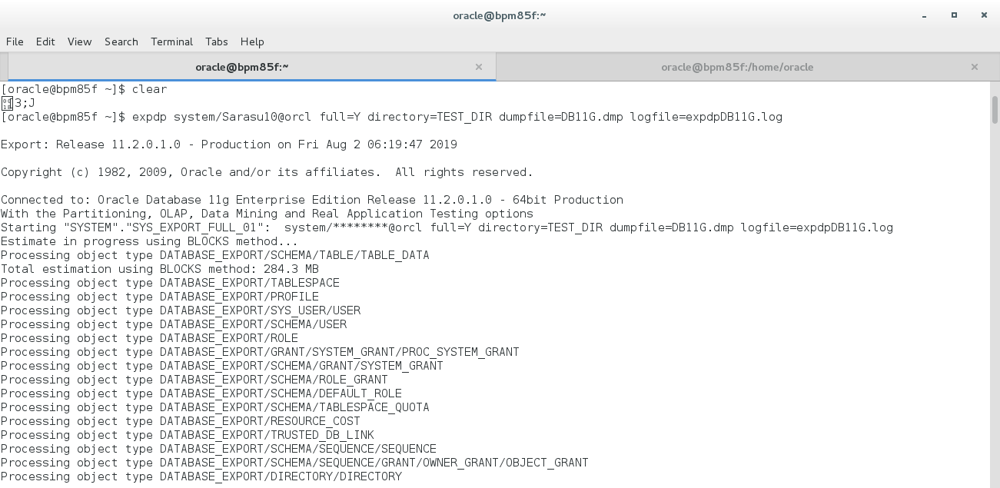 oracle@bpm85f:~
File Edit View Search Terminal Tabs Help
oracle@bpm85f:~ oracle@bpm85f:/home/oracle
[oracle@bpm85f ~]$ clear
3;J
[oracle@bpm85f ~]$ expdp system/Sarasu10@orcl full=Y directory=TEST_DIR dumpfile=DB11G.dmp logfile=expdpDB11G.log
Export: Release 11.2.0.1.0 - Production on Fri Aug 2 06:19:47 2019
Copyright (c) 1982, 2009, Oracle and/or its affiliates.  All rights reserved.
Connected to: Oracle Database 11g Enterprise Edition Release 11.2.0.1.0 - 64bit Production
With the Partitioning, OLAP, Data Mining and Real Application Testing options
Starting "SYSTEM"."SYS_EXPORT_FULL_01":  system/********@orcl full=Y directory=TEST_DIR dumpfile=DB11G.dmp logfile=expdpDB11G.log
Estimate in progress using BLOCKS method...
Processing object type DATABASE_EXPORT/SCHEMA/TABLE/TABLE_DATA
Total estimation using BLOCKS method: 284.3 MB
Processing object type DATABASE_EXPORT/TABLESPACE
Processing object type DATABASE_EXPORT/PROFILE
Processing object type DATABASE_EXPORT/SYS_USER/USER
Processing object type DATABASE_EXPORT/SCHEMA/USER
Processing object type DATABASE_EXPORT/ROLE
Processing object type DATABASE_EXPORT/GRANT/SYSTEM_GRANT/PROC_SYSTEM_GRANT
Processing object type DATABASE_EXPORT/SCHEMA/GRANT/SYSTEM_GRANT
Processing object type DATABASE_EXPORT/SCHEMA/ROLE_GRANT
Processing object type DATABASE_EXPORT/SCHEMA/DEFAULT_ROLE
Processing object type DATABASE_EXPORT/SCHEMA/TABLESPACE_QUOTA
Processing object type DATABASE_EXPORT/RESOURCE_COST
Processing object type DATABASE_EXPORT/TRUSTED_DB_LINK
Processing object type DATABASE_EXPORT/SCHEMA/SEQUENCE/SEQUENCE
Processing object type DATABASE_EXPORT/SCHEMA/SEQUENCE/GRANT/OWNER_GRANT/OBJECT_GRANT
Processing object type DATABASE_EXPORT/DIRECTORY/DIRECTORY